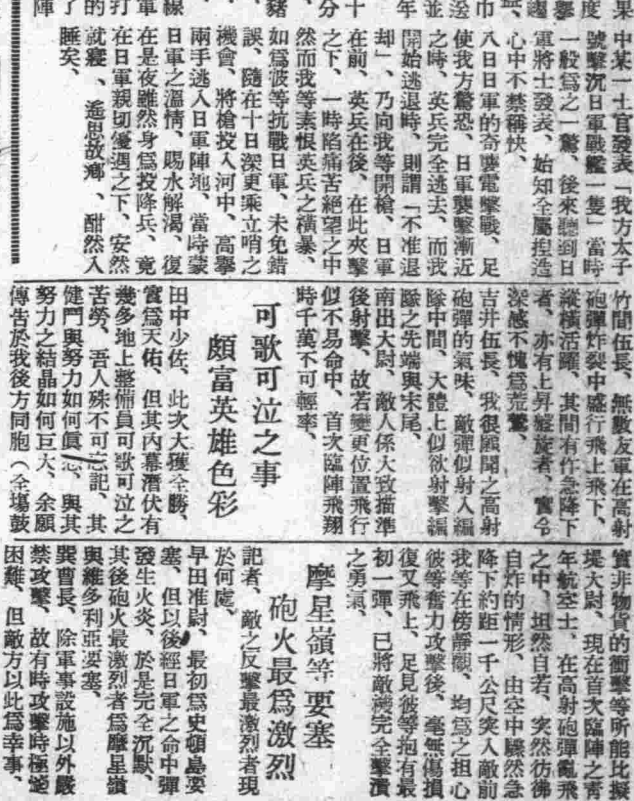 果中某一士官發表「我方太子
度號擊沉日軍戰艦一隻」當時
擧一般爲之一驚、後來聽到日
軍將士發表、始知全屬揑造
心中不禁稱快、
八日日軍的奇襲電擊戰、足
使我方驚恐、日軍襲擊漸近
之時、英兵完全逃去、而我
開始逃退時、則謂「不准退
却」、乃向我等開槍、日軍
在前、英兵在後、在此夾擊
之下、一時陷痛苦絕望之中
然而我等素恨英兵之橫暴、
如爲彼等抗戰日軍、未免錯
誤、隨在十日深更乘立哨之
機會、將槍投入河中、高擧
兩手逃入日軍陣地、當時蒙
日軍之溫情、賜水解渴、復
在是夜雖然身爲投降兵、竟
在日軍親切優遇之下、安然
就寢、遙思故鄉、酣然入
睡矣、
竹間伍長、無數友軍在高射
砲彈炸裂中盛行飛上飛下、
縱橫活躍、其間有作急降下
者、亦有上昇旋者、實令
深感不愧爲荒鷲、
吉井伍長、我很願聞之高射
砲彈的氣味、敵彈似射入編
隊中間、大體上似欲射擊編
隊之先端與末尾、
南出大尉、敵人係大致描準
後射擊、故若變更位置飛行
似不易命中、首次臨陣飛翔
時千萬不可輕率、
可歌可泣之事
頗富英雄色彩
田中少佐、此次大獲全勝、
實爲天佑、但其內幕潛伏有
幾多地上整備員可歌可泣之
苦勞、吾人殊不可忘記、其
健鬥與努力如何眞、與其
努力之結晶如何巨大、余願
傳告於我後方同胞（全塲鼓
實非物質的衝擊等所能比擬
堤大尉、現在首次臨陣之靑
年航空士、在高射砲彈亂飛
之中、坦然自若、突然彷彿
自炸的情形、由空中驟然急
降下約距一千公尺突入敵前
我等在傍靜觀、均爲之担心
彼等奮力攻擊後、毫無傷損
復又飛上、足見彼等抱有最
初一彈、已將敵機完全擊潰
之勇氣、
摩星嶺等要塞
砲火最爲激烈
記者、敵之反擊最激烈者現
於何處、
早田准尉、最初爲史頓島要
塞、但以後經日軍之命中彈
發生火炎、於是完全沉默、
其後砲火最激烈者爲摩星嶺
與維多利亞要塞、
巽曹長、除軍事設施以外嚴
禁攻擊、故有時攻擊時極
困難、但敵方以此爲幸事、